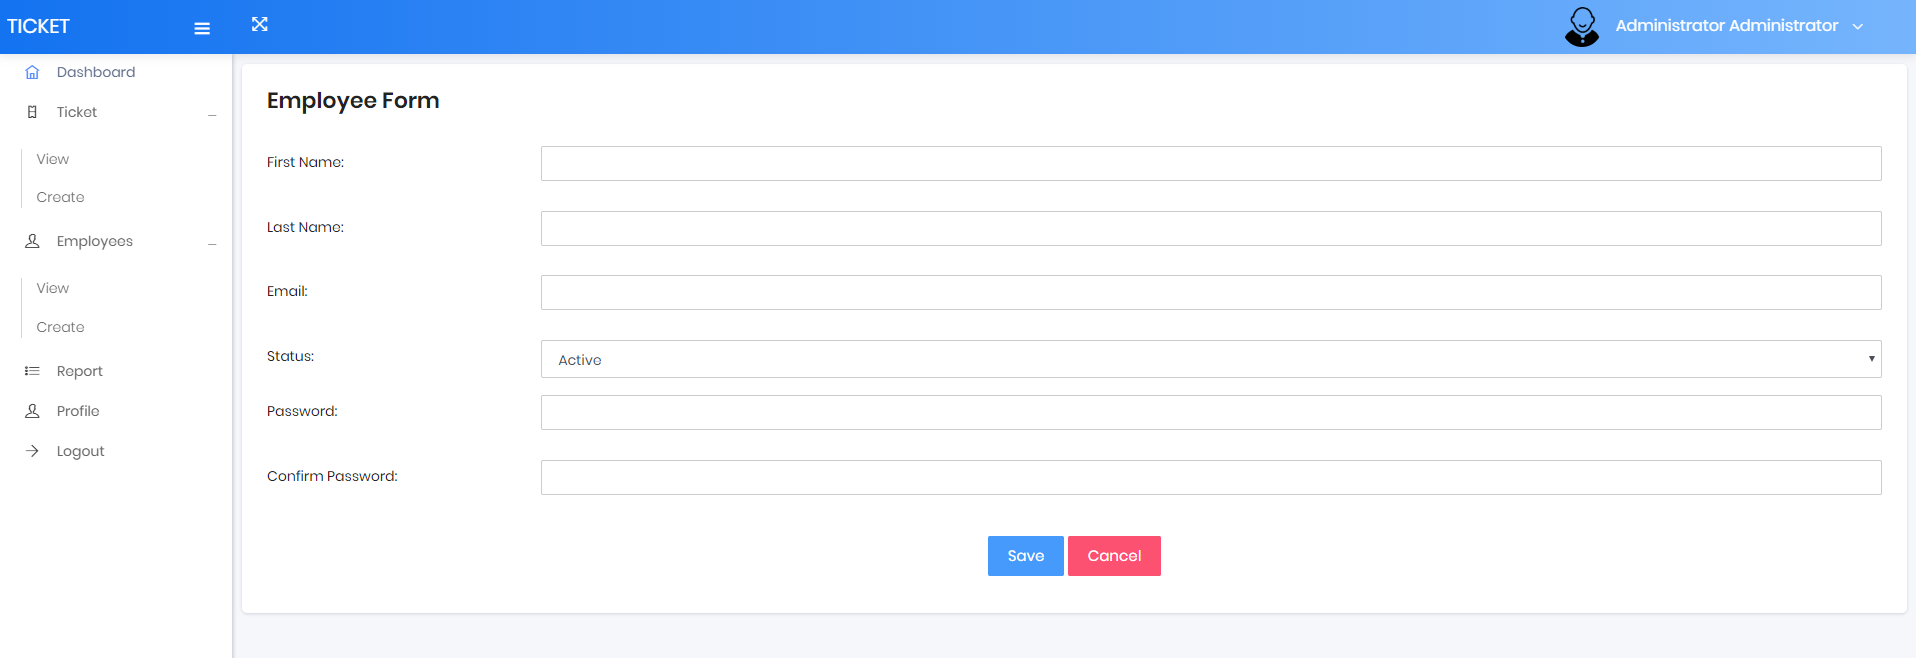 TICKET
Administrator Administrator
Dashboard
Ticket
View
Create
Employees
View
Create
Report
Profile
Logout
Employee Form
First Name:
Last Name:
Email:
Status:
Active
Password:
Confirm Password:
Save Cancel